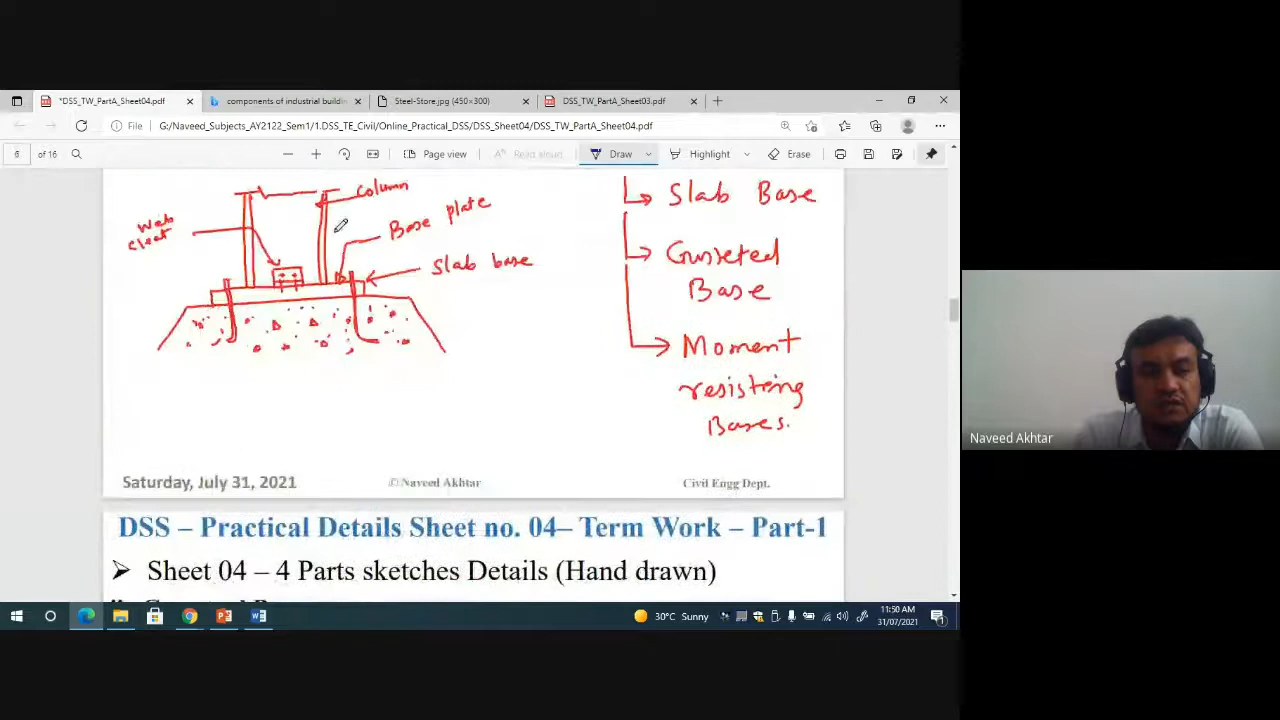 *DSS_TW_PartA_Sheet04.pdf
components of industrial buildin
Steel-Store.jpg (450×300)
DSS_TW_PartA_Sheet03.pdf
File
G:/Naveed_Subjects_AY2122_Sem1/1.DSS_TE_Civil/Online_Practical_DSS/DSS_Sheet04/DSS_TW_PartA_Sheet04.pdf
6 of 16
Page view
Read aloud
Draw
Highlight
Erase
column
Base plate
Web
cleat
Slab base
Slab Base
Gusseted
Base
Moment
resisting
Bases.
Saturday, July 31, 2021
© Naveed Akhtar
Civil Engg Dept.
DSS – Practical Details Sheet no. 04– Term Work – Part-1
Sheet 04 – 4 Parts sketches Details (Hand drawn)
Naveed Akhtar
30°C Sunny
11:50 AM
31/07/2021
1